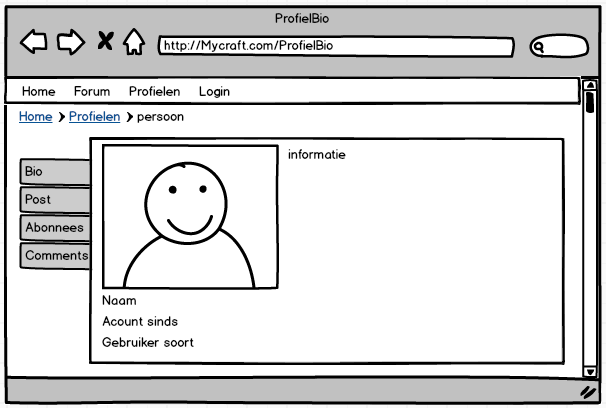 ProfielBio
http://Mycraft.com/ProfielBio
Home Forum Profielen Login
Home Profielen persoon
informatie
Bio
Post
Abonnees
Comments
Naam
Acount sinds
Gebruiker soort